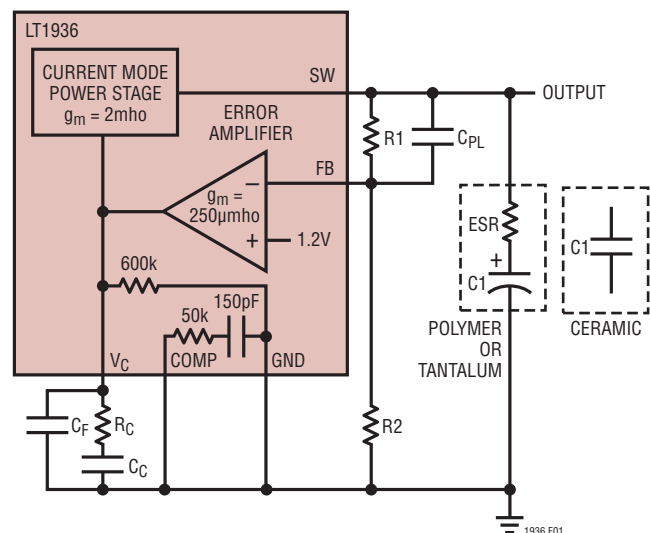 LT1936
CURRENT MODE
POWER STAGE
gm = 2mho
SW
OUTPUT
ERROR
AMPLIFIER
R1
CPL
FB
gm =
250µmho
–
+
1.2V
ESR
+
C1
C1
600k
50k
150pF
POLYMER
OR
TANTALUM
CERAMIC
VC
COMP
GND
CF
RC
CC
R2
1936 F01